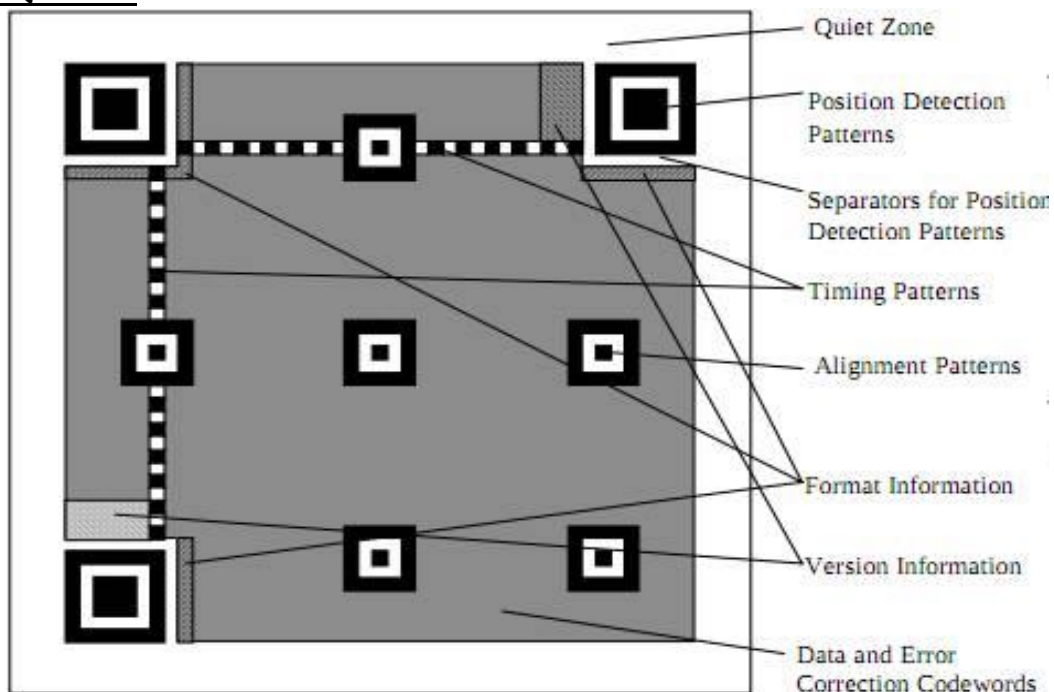 Quiet Zone
Position Detection
Patterns
Separators for Position
Detection Patterns
Timing Patterns
Alignment Patterns
Format Information
Version Information
Data and Error
Correction Codewords